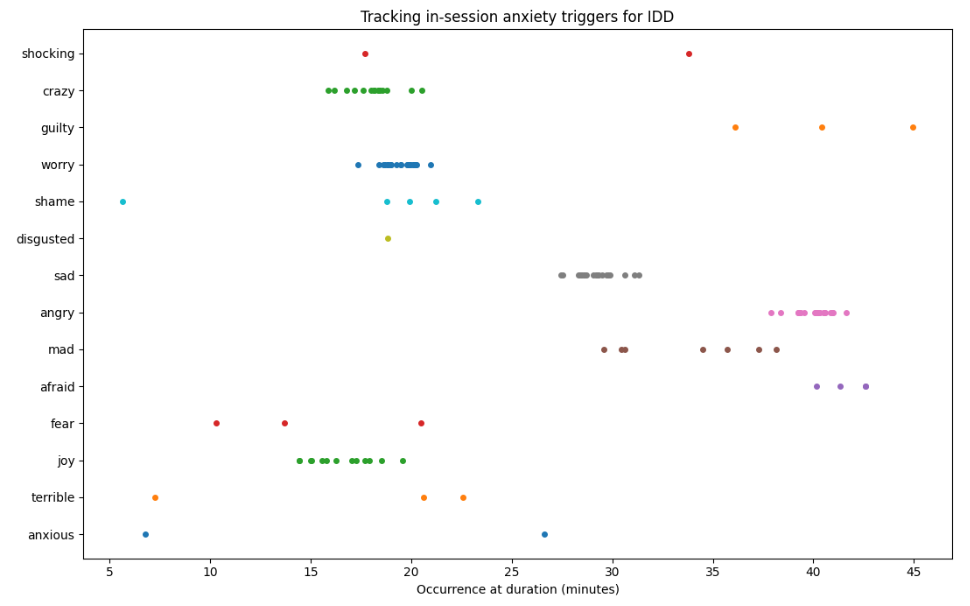 Tracking in-session anxiety triggers for IDD
shocking
crazy
guilty
worry
shame
disgusted
sad
angry
mad
afraid
fear
joy
terrible
anxious
5 10 15 20 25 30 35 40 45
Occurrence at duration (minutes)